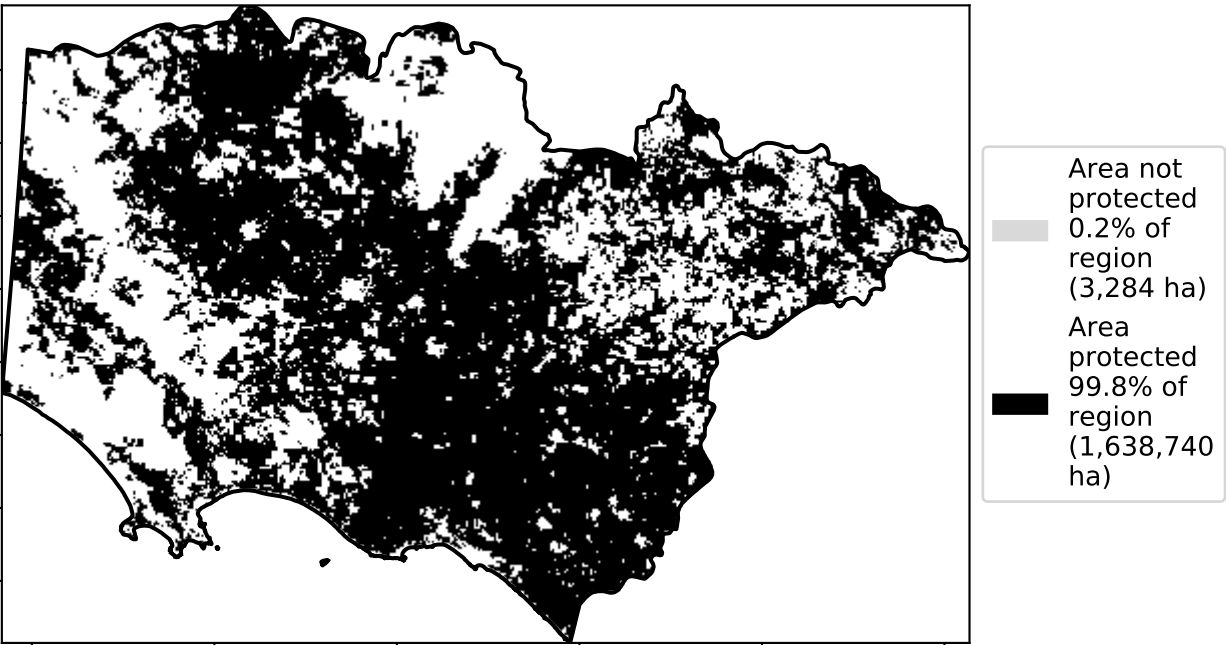 Area not
protected
0.2% of
region
(3,284 ha)
Area
protected
99.8% of
region
(1,638,740
ha)